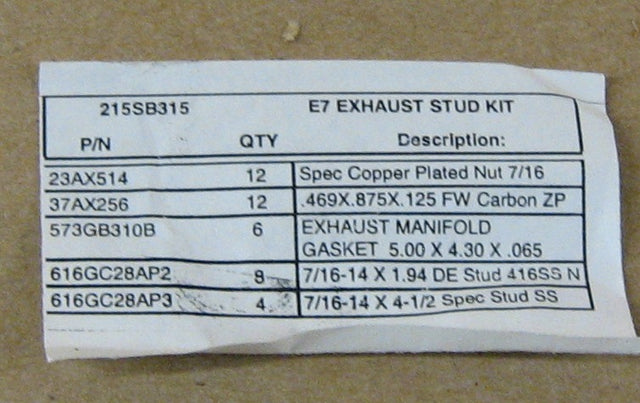 215SB315 E7 EXHAUST STUD KIT
P/N QTY Description:
23AX514 12 Spec Copper Plated Nut 7/16
37AX256 12 .469X.875X.125 FW Carbon ZP
573GB310B 6 EXHAUST MANIFOLD
GASKET 5.00 X 4.30 X .065
616GC28AP2 8 7/16-14 X 1.94 DE Stud 416SS N
616GC28AP3 4 7/16-14 X 4-1/2 Spec Stud SS